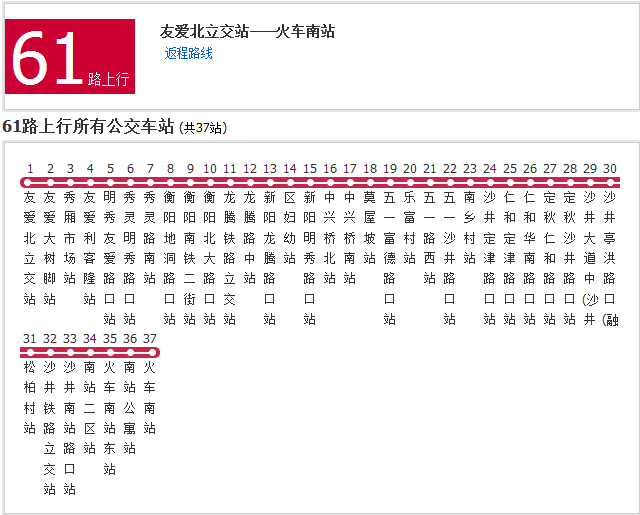 61 路上行
友爱北立交站——火车南站
返程路线
61路上行所有公交车站 (共37站)
1 友爱北立交站
2 友爱大树脚站
3 秀厢市场站
4 友爱利客隆站
5 明秀友爱路口站
6 秀灵明秀路口站
7 秀灵路南站
8 衡阳地洞路口站
9 衡阳南铁二街站
10 衡阳北大路口站
11 龙腾铁路立交站
12 龙腾路中站
13 新阳龙腾路口站
14 区妇幼站
15 新阳明秀路口站
16 中兴桥北站
17 中兴桥南站
18 莫屋坡站
19 五一富德路口站
20 乐富村站
21 五一路西站
22 五一沙井路口站
23 南乡村站
24 沙井定津路口站
25 仁和定津路口站
26 仁和华南路口站
27 定秋仁和路口站
28 定秋沙井路口站
29 沙井大道中(沙井
30 沙井亭洪路口(融
31 松柏村站
32 沙井铁路立交站
33 沙井南站路口站
34 南站二区站
35 火车南站东站
36 南站公寓站
37 火车南站